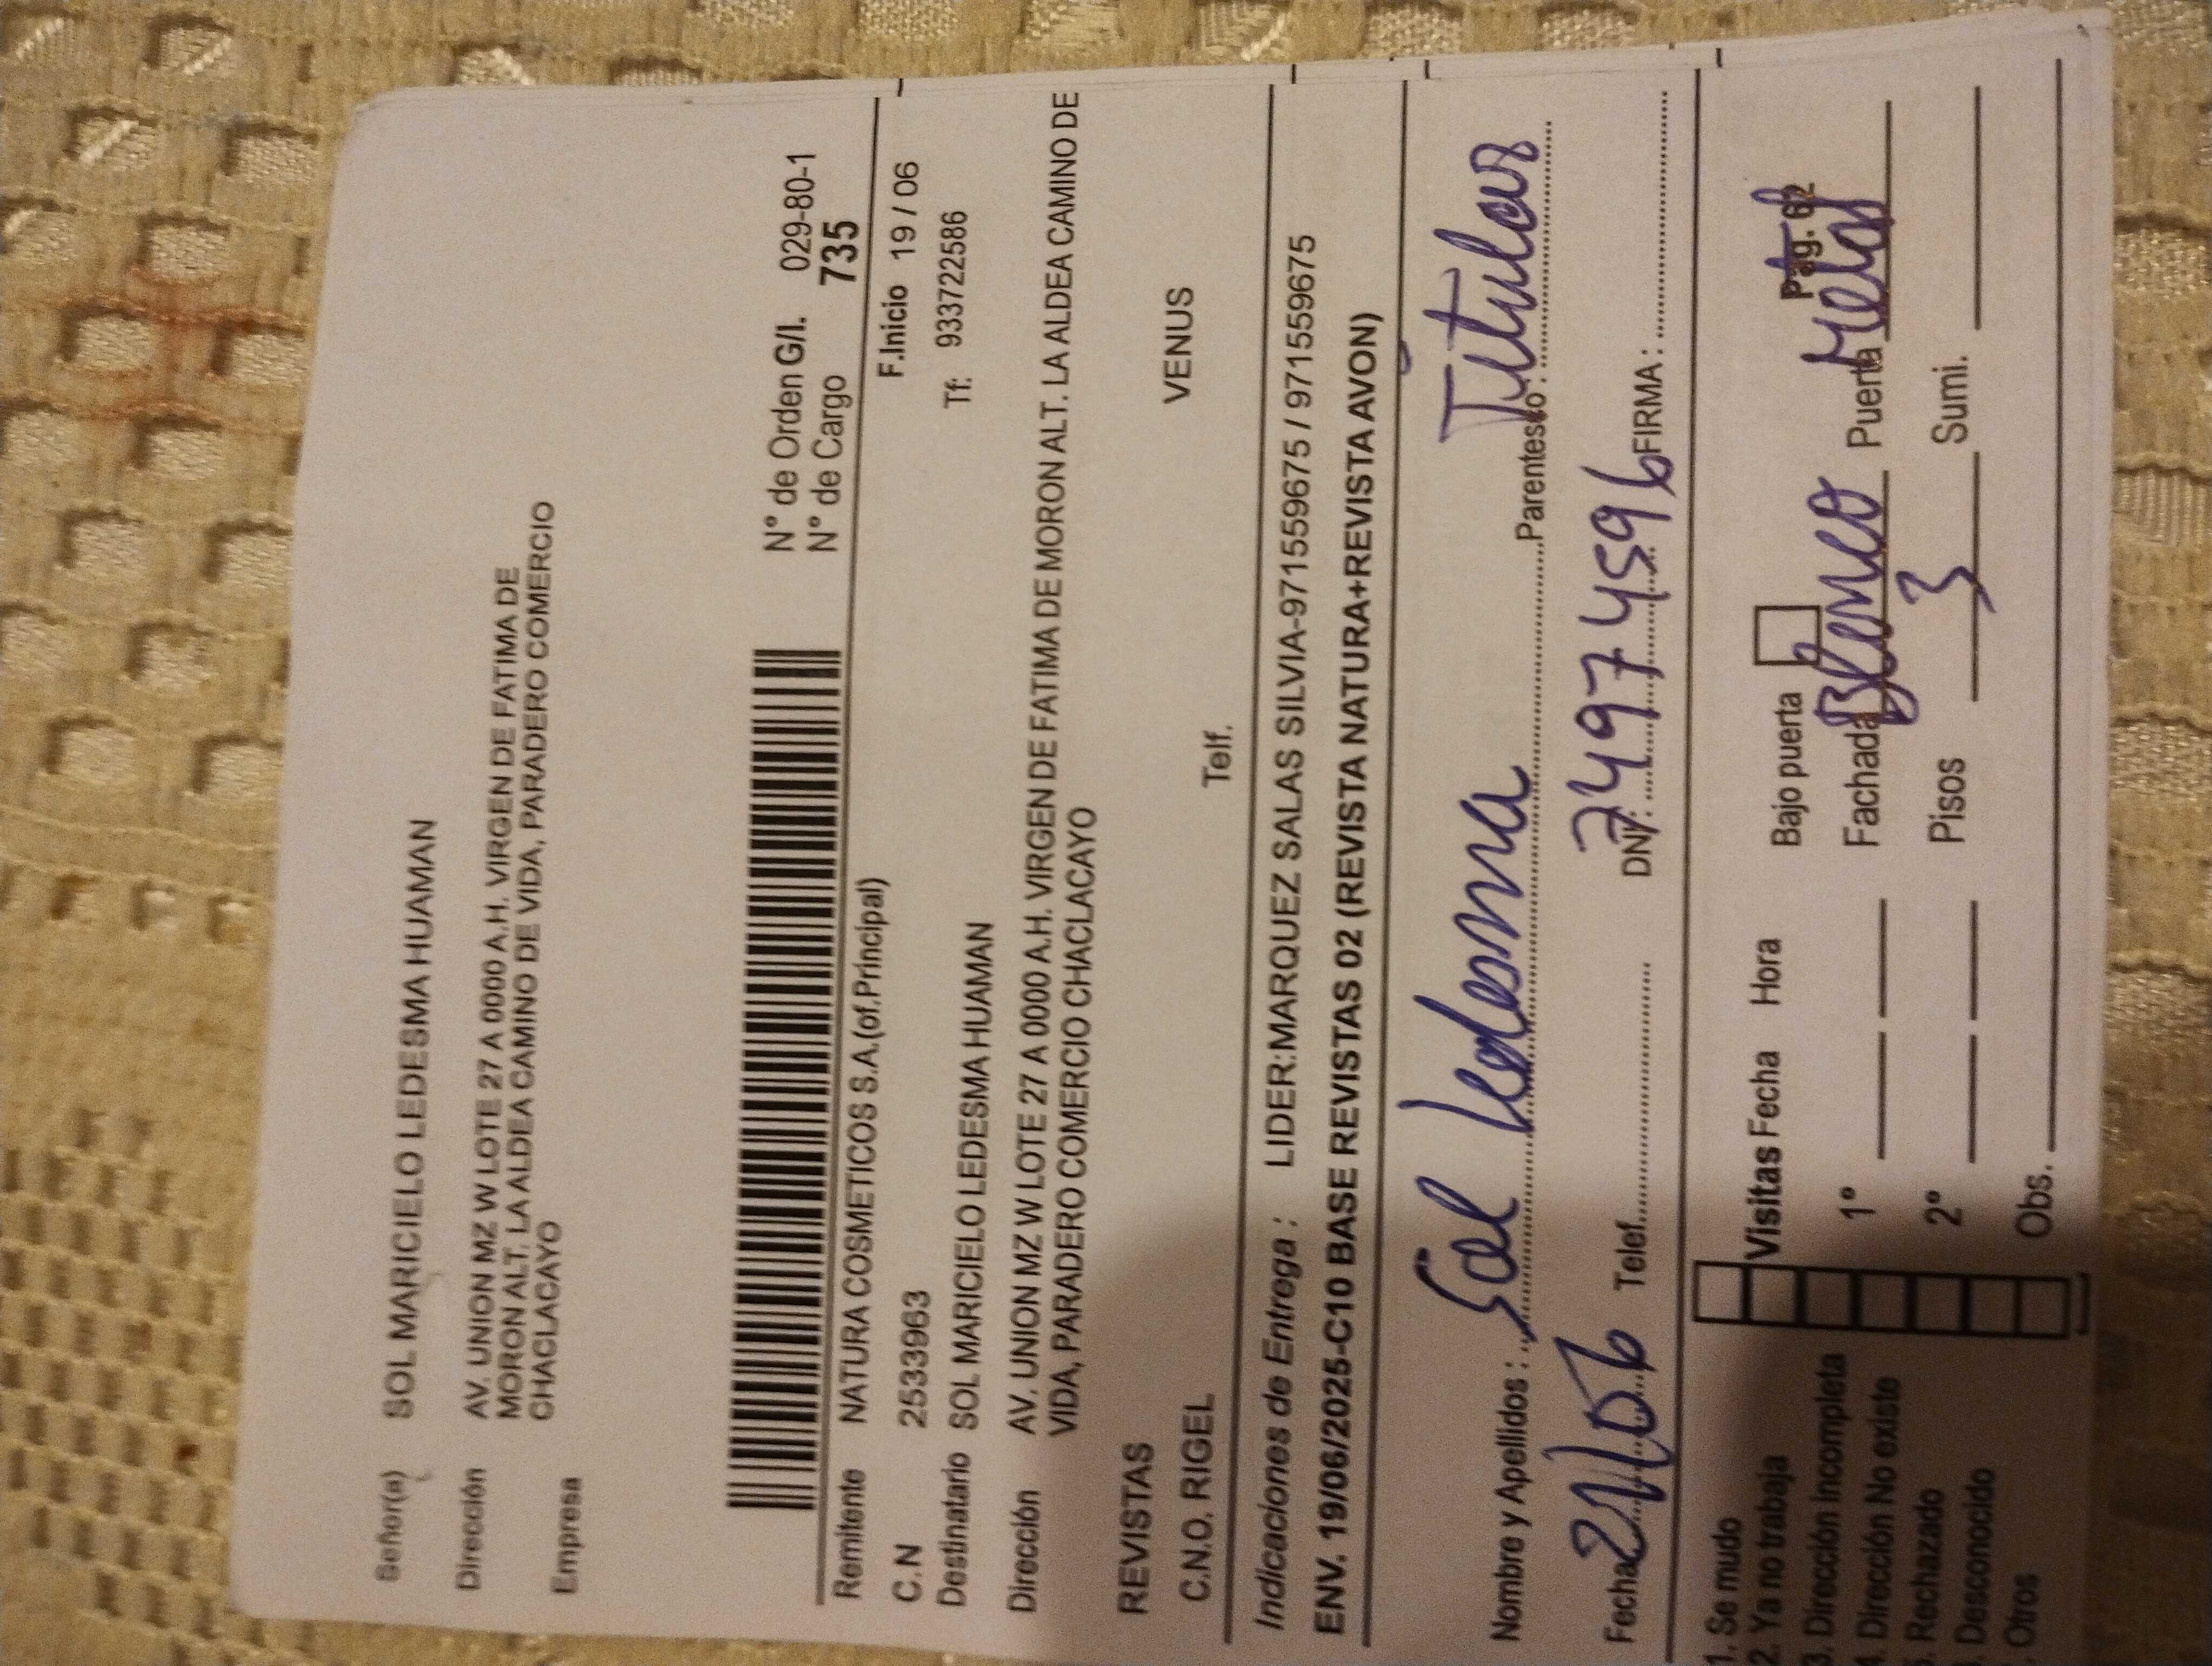 Señor(a) SOL MARICIELO LEDESMA HUAMAN
Dirección AV. UNION MZ W LOTE 27 A 0000 A.H. VIRGEN DE FATIMA DE
MORON ALT. LA ALDEA CAMINO DE VIDA, PARADERO COMERCIO
CHACLACAYO
Empresa
N° de Orden G/I. 029-80-1
N° de Cargo 735
Remitente NATURA COSMETICOS S.A.(of.Principal)
F.Inicio 19 / 06
C.N 2533963
Destinatario SOL MARICIELO LEDESMA HUAMAN Tf: 933722586
Dirección AV. UNION MZ W LOTE 27 A 0000 A.H. VIRGEN DE FATIMA DE MORON ALT. LA ALDEA CAMINO DE
VIDA, PARADERO COMERCIO CHACLACAYO
REVISTAS
C.N.O. RIGEL Telf. VENUS
Indicaciones de Entrega : LIDER:MARQUEZ SALAS SILVIA-971559675 / 971559675
ENV. 19/06/2025-C10 BASE REVISTAS 02 (REVISTA NATURA+REVISTA AVON)
Nombre y Apellidos : Sol Ledesma Parentesso : Titular
Fecha 21/06 Telef. DNI: 74974596 FIRMA :
1. Se mudo
2. Ya no trabaja
3. Dirección incompleta
4. Dirección No existe
5. Rechazado
6. Desconocido
7. Otros
Visitas Fecha Hora
1°
2°
Obs.
Bajo puerta Pag. 62
Fachada Blanco Puerta Metal
Pisos 3 Sumi.